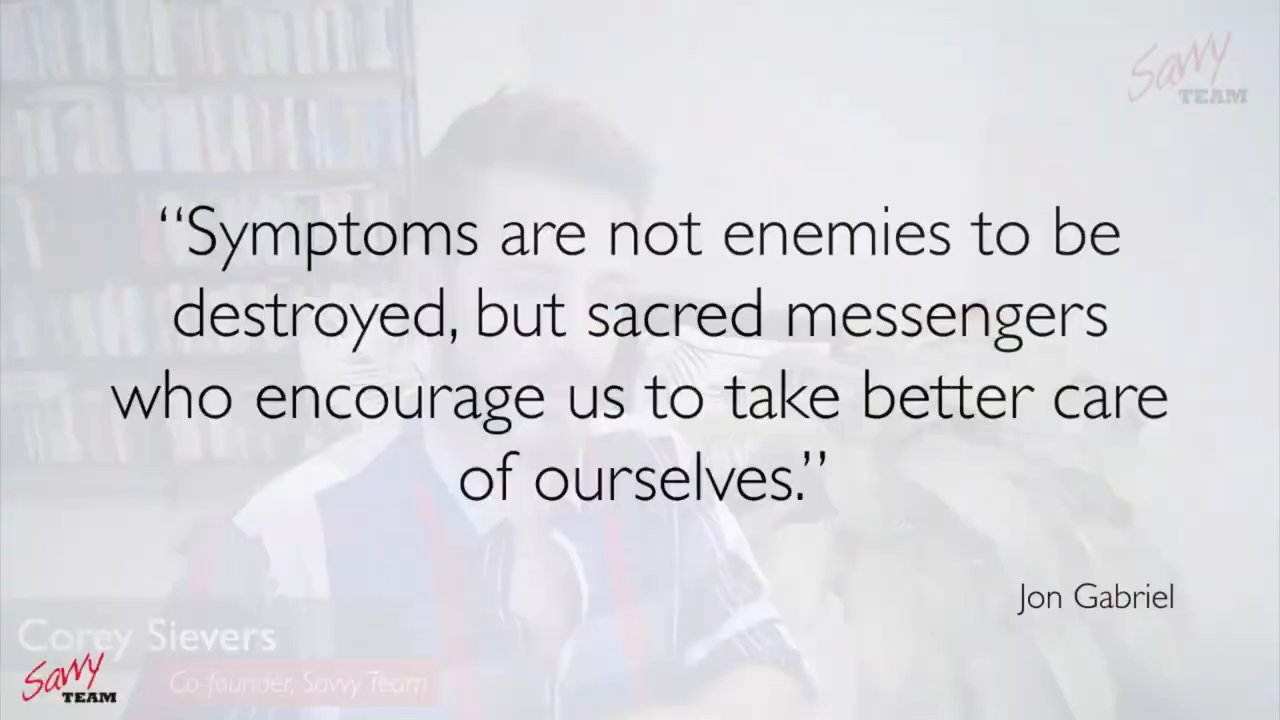 Savvy
TEAM
“Symptoms are not enemies to be
destroyed, but sacred messengers
who encourage us to take better care
of ourselves.”
Jon Gabriel
Corey Sievers
Co-founder, Savvy Team
Savvy
TEAM